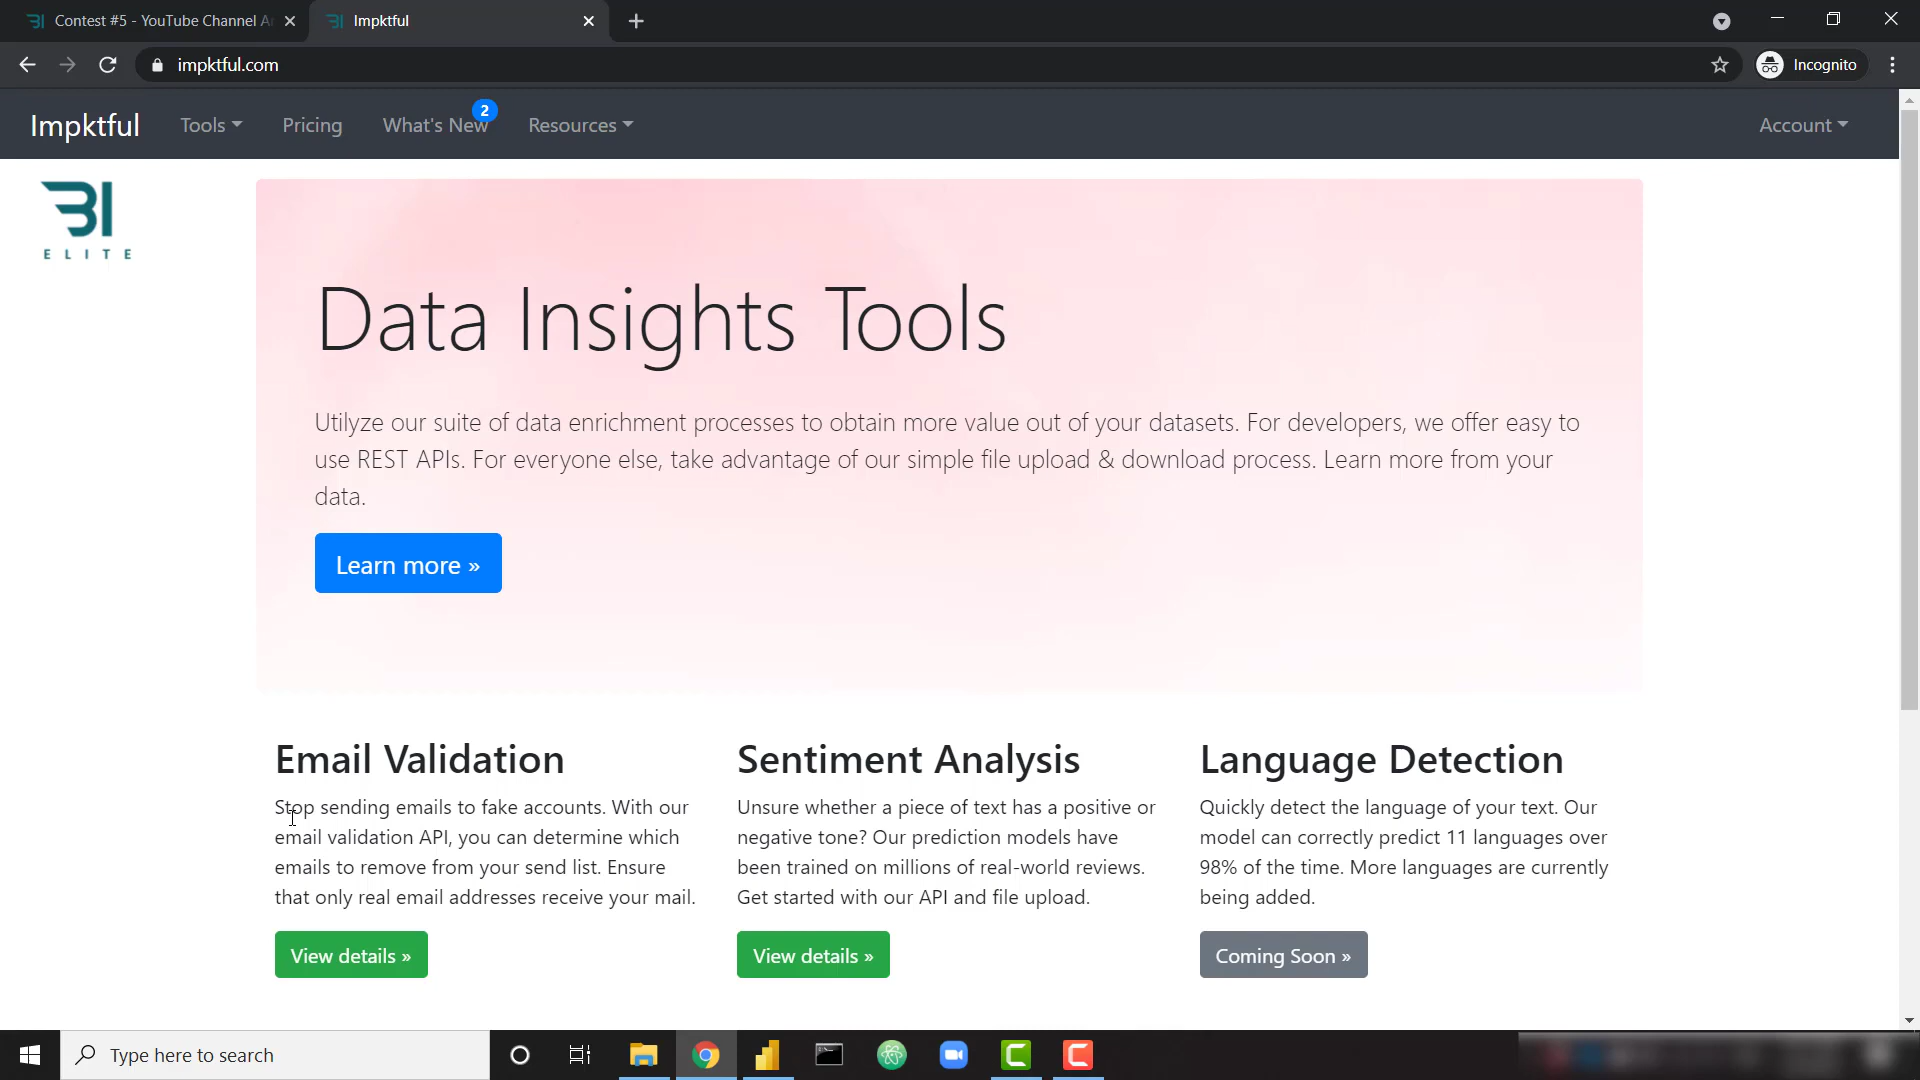 Contest #5 - YouTube Channel A
Impktful
impktful.com
Incognito
Impktful
Tools
Pricing
What's New
2
Resources
Account
BI
ELITE
Data Insights Tools
Utilyze our suite of data enrichment processes to obtain more value out of your datasets. For developers, we offer easy to
use REST APIs. For everyone else, take advantage of our simple file upload & download process. Learn more from your
data.
Learn more »
Email Validation
Stop sending emails to fake accounts. With our
email validation API, you can determine which
emails to remove from your send list. Ensure
that only real email addresses receive your mail.
View details »
Sentiment Analysis
Unsure whether a piece of text has a positive or
negative tone? Our prediction models have
been trained on millions of real-world reviews.
Get started with our API and file upload.
View details »
Language Detection
Quickly detect the language of your text. Our
model can correctly predict 11 languages over
98% of the time. More languages are currently
being added.
Coming Soon »
Type here to search